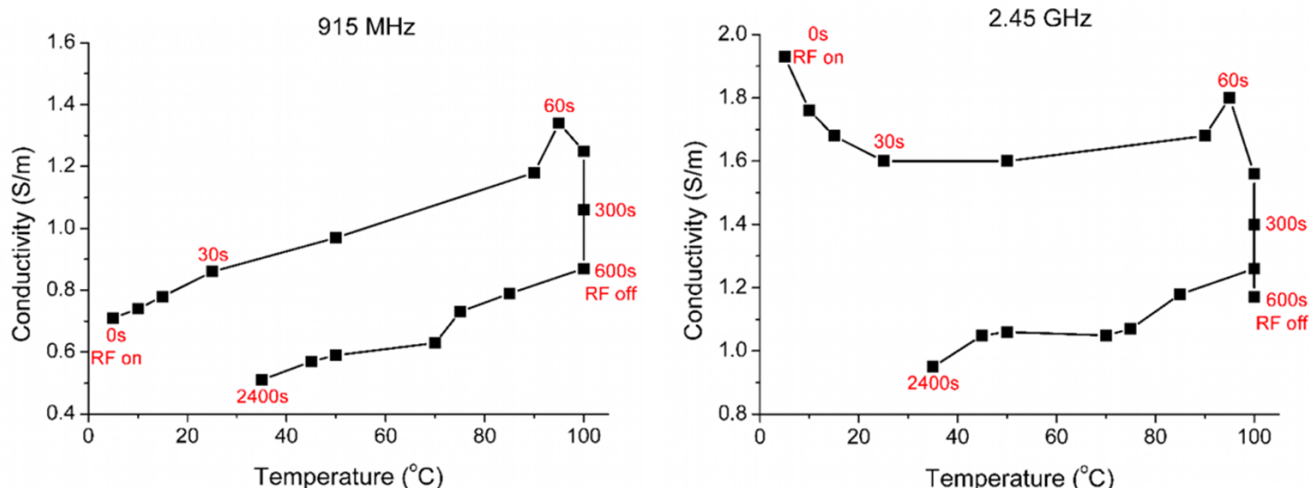 915 MHz
1.6
1.4
1.2
1.0
0.8
0.6
0.4
Conductivity (S/m)
60s
300s
30s
600s
RF off
0s
RF on
2400s
0 20 40 60 80 100
Temperature (°C)
2.45 GHz
2.0
1.8
1.6
1.4
1.2
1.0
0.8
Conductivity (S/m)
0s
RF on
60s
30s
300s
600s
RF off
2400s
0 20 40 60 80 100
Temperature (°C)